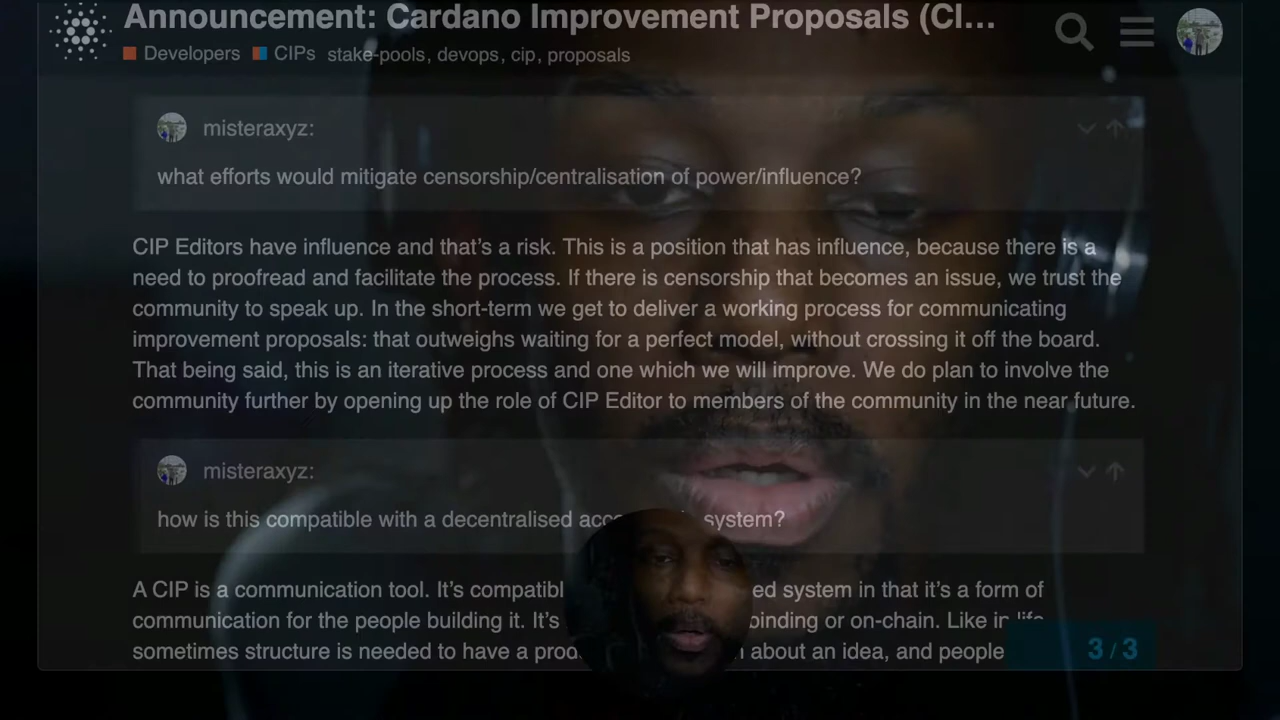 Announcement: Cardano Improvement Proposals (CI...
Developers CIPs stake-pools, devops, cip, proposals
misteraxyz:
what efforts would mitigate censorship/centralisation of power/influence?
CIP Editors have influence and that's a risk. This is a position that has influence, because there is a
need to proofread and facilitate the process. If there is censorship that becomes an issue, we trust the
community to speak up. In the short-term we get to deliver a working process for communicating
improvement proposals: that outweighs waiting for a perfect model, without crossing it off the board.
That being said, this is an iterative process and one which we will improve. We do plan to involve the
community further by opening up the role of CIP Editor to members of the community in the near future.
misteraxyz:
how is this compatible with a decentralised system?
A CIP is a communication tool. It's system in that it's a form of
communication for the people building it. It's or on-chain. Like in life
sometimes structure is needed to have a about an idea, and people
3 / 3